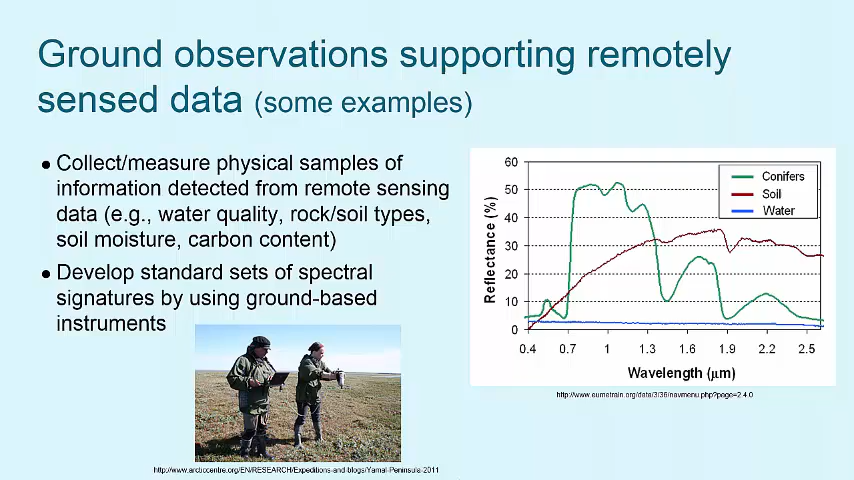 Ground observations supporting remotely
sensed data (some examples)
● Collect/measure physical samples of
information detected from remote sensing
data (e.g., water quality, rock/soil types,
soil moisture, carbon content)
● Develop standard sets of spectral
signatures by using ground-based
instruments
http://www.arcticcentre.org/EN/RESEARCH/Expeditions-and-blogs/Yamal-Peninsula-2011
60
50
40
30
20
10
0
Reflectance (%)
Conifers
Soil
Water
0.4 0.7 1 1.3 1.6 1.9 2.2 2.5
Wavelength (μm)
http://www.eumetrain.org/data/3/36/navmenu.php?page=2.4.0